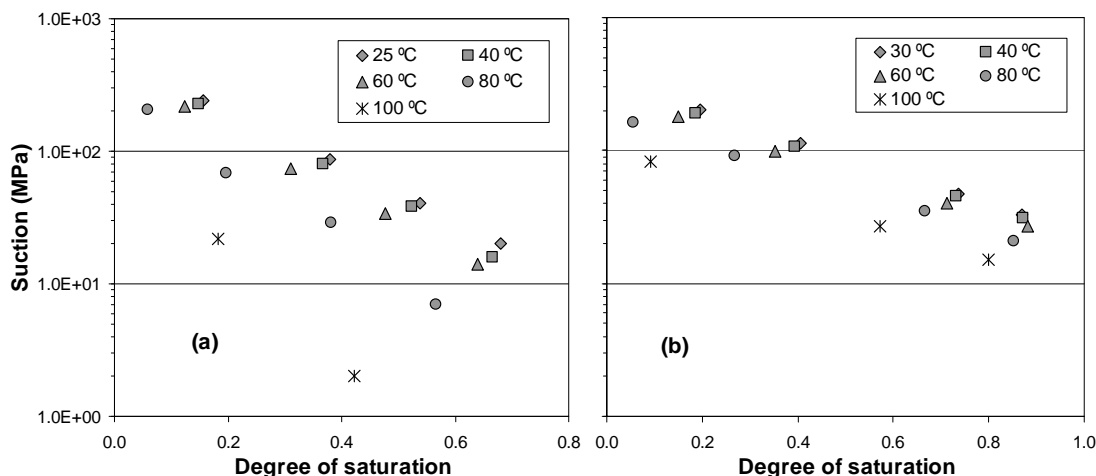 1.0E+03
1.0E+02
1.0E+01
1.0E+00
Suction (MPa)
25 ºC 40 ºC
60 ºC 80 ºC
100 ºC
(a)
0.0 0.2 0.4 0.6 0.8
Degree of saturation
30 ºC 40 ºC
60 ºC 80 ºC
100 ºC
(b)
0.0 0.2 0.4 0.6 0.8 1.0
Degree of saturation